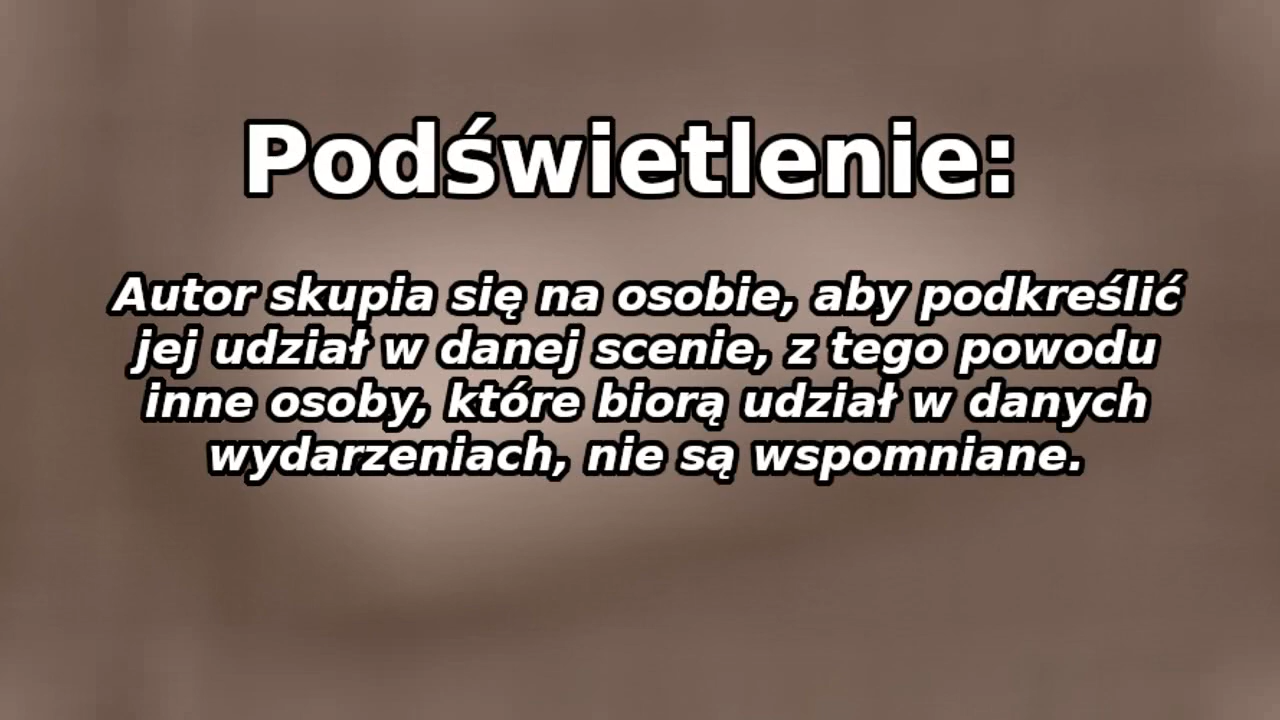 Podświetlenie:
Autor skupia się na osobie, aby podkreślić
jej udział w danej scenie, z tego powodu
inne osoby, które biorą udział w danych
wydarzeniach, nie są wspomniane.